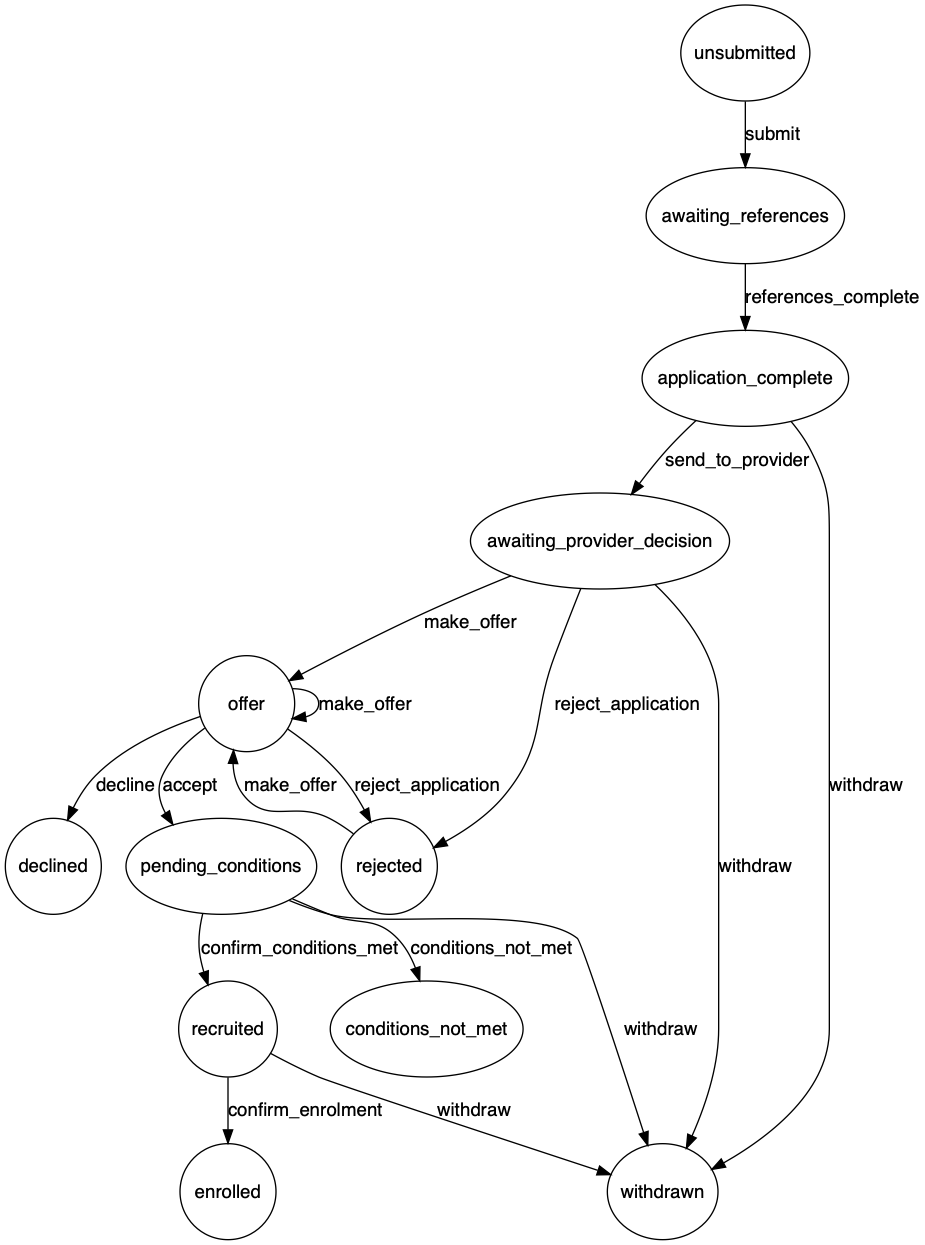 unsubmitted
submit
awaiting_references
references_complete
application_complete
send_to_provider
awaiting_provider_decision
make_offer
offer
make_offer
reject_application
decline
accept
make_offer
reject_application
withdraw
declined
pending_conditions
rejected
withdraw
confirm_conditions_met
conditions_not_met
recruited
conditions_not_met
withdraw
confirm_enrolment
withdraw
enrolled
withdrawn